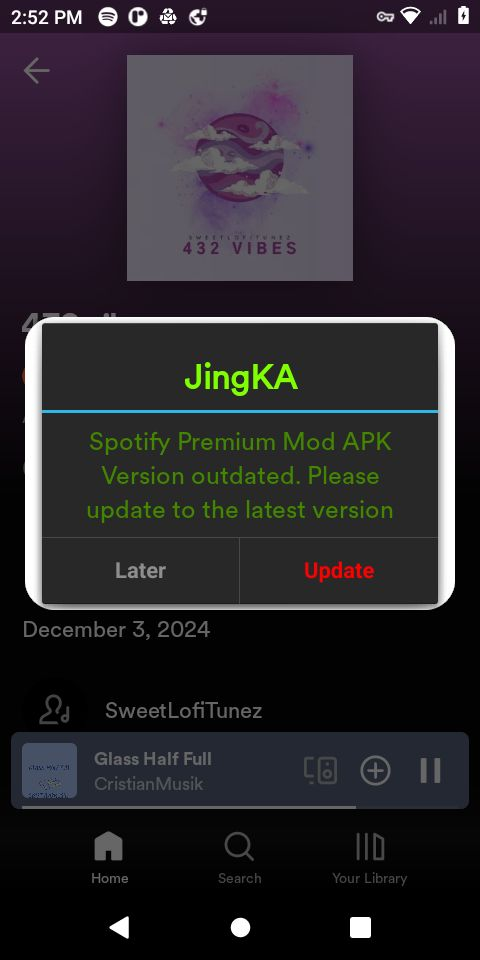 2:52 PM
SWEETLOFITUNEZ
432 VIBES
JingKA
Spotify Premium Mod APK
Version outdated. Please
update to the latest version
Later
Update
December 3, 2024
SweetLofiTunez
Glass Half Full
CristianMusik
Home
Search
Your Library